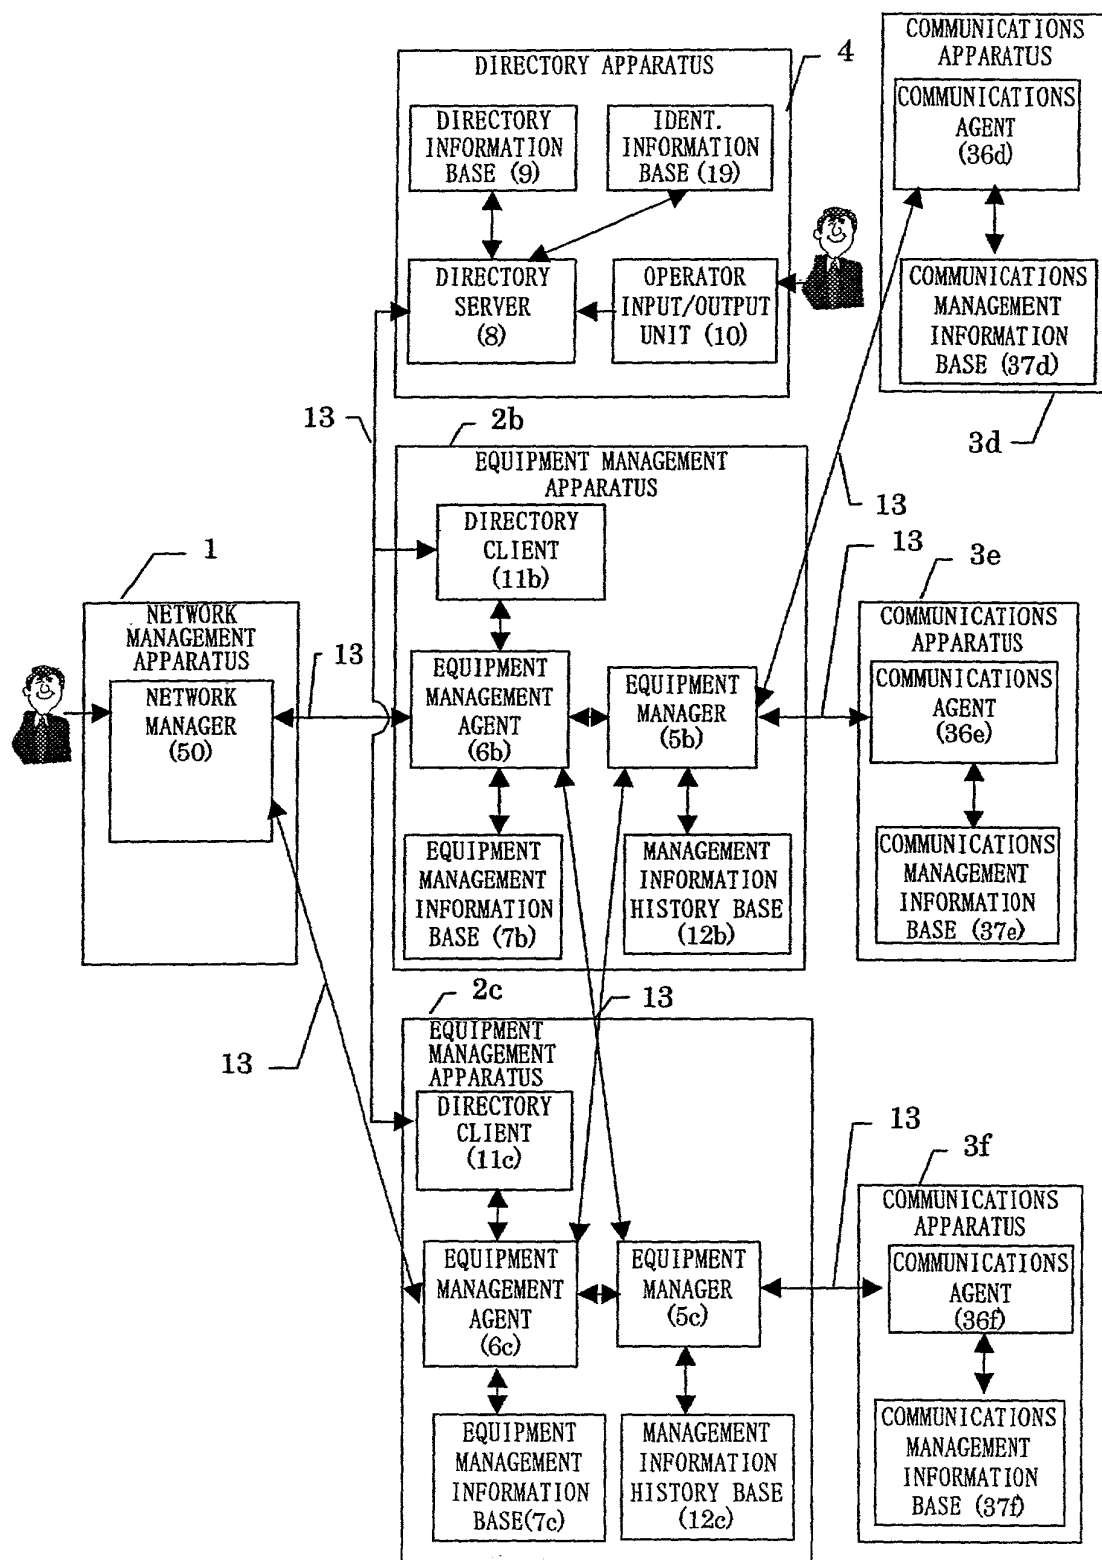 DIRECTORY APPARATUS
4
DIRECTORY
INFORMATION
BASE (9)
IDENT.
INFORMATION
BASE (19)
DIRECTORY
SERVER
(8)
OPERATOR
INPUT/OUTPUT
UNIT (10)
COMMUNICATIONS
APPARATUS
COMMUNICATIONS
AGENT
(36d)
COMMUNICATIONS
MANAGEMENT
INFORMATION
BASE (37d)
3d
13
13
2b
EQUIPMENT MANAGEMENT
APPARATUS
DIRECTORY
CLIENT
(11b)
EQUIPMENT
MANAGEMENT
AGENT
(6b)
EQUIPMENT
MANAGER
(5b)
EQUIPMENT
MANAGEMENT
INFORMATION
BASE (7b)
MANAGEMENT
INFORMATION
HISTORY BASE
(12b)
1
NETWORK
MANAGEMENT
APPARATUS
NETWORK
MANAGER
(50)
13
13
3e
COMMUNICATIONS
APPARATUS
COMMUNICATIONS
AGENT
(36e)
COMMUNICATIONS
MANAGEMENT
INFORMATION
BASE (37e)
13
2c
13
EQUIPMENT
MANAGEMENT
APPARATUS
DIRECTORY
CLIENT
(11c)
EQUIPMENT
MANAGEMENT
AGENT
(6c)
EQUIPMENT
MANAGER
(5c)
EQUIPMENT
MANAGEMENT
INFORMATION
BASE(7c)
MANAGEMENT
INFORMATION
HISTORY BASE
(12c)
13
3f
COMMUNICATIONS
APPARATUS
COMMUNICATIONS
AGENT
(36f)
COMMUNICATIONS
MANAGEMENT
INFORMATION
BASE (37f)